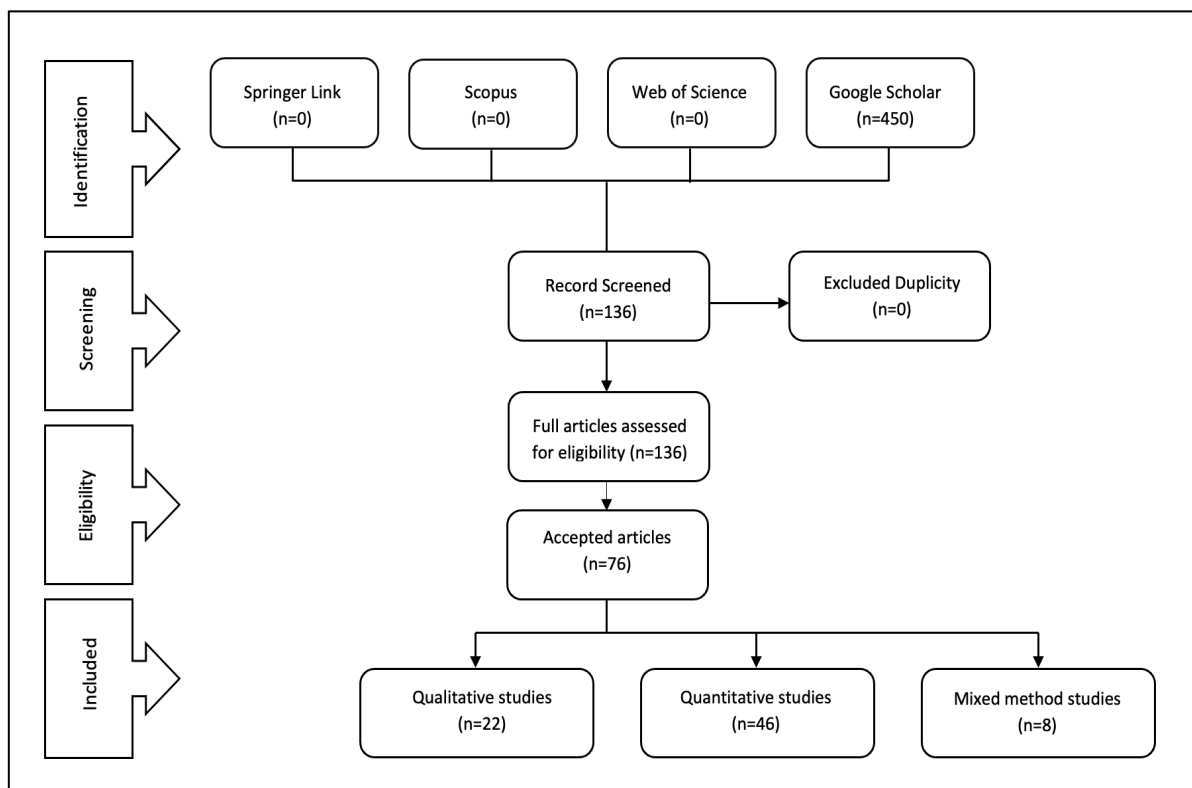 Identification
Springer Link
(n=0)
Scopus
(n=0)
Web of Science
(n=0)
Google Scholar
(n=450)
Screening
Record Screened
(n=136)
Excluded Duplicity
(n=0)
Eligibility
Full articles assessed
for eligibility (n=136)
Accepted articles
(n=76)
Included
Qualitative studies
(n=22)
Quantitative studies
(n=46)
Mixed method studies
(n=8)